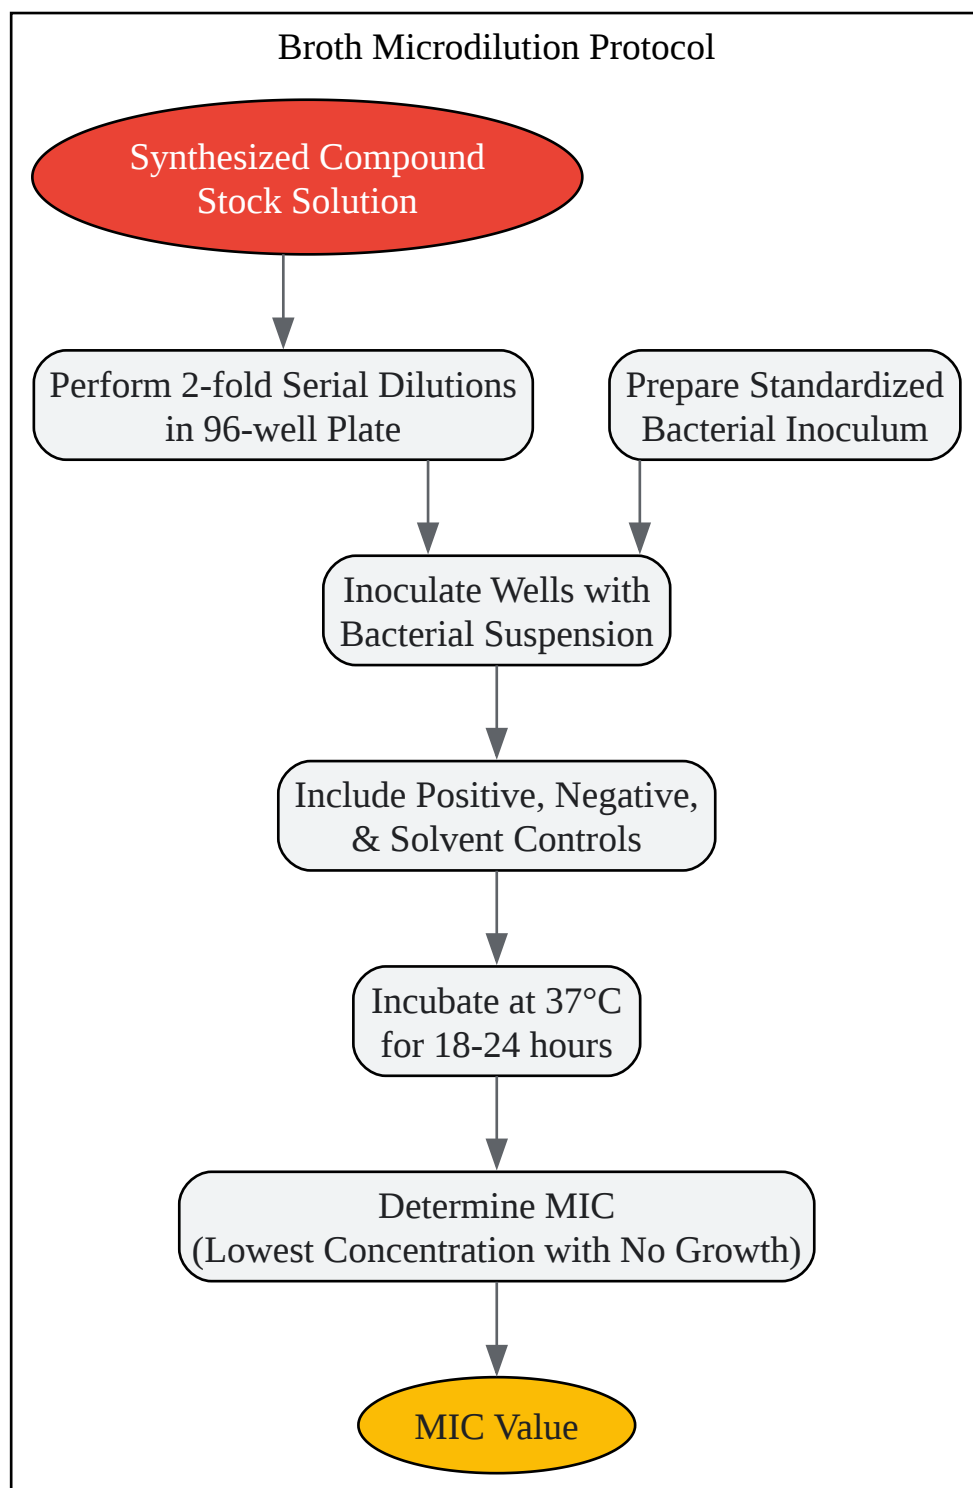 Broth Microdilution Protocol
Synthesized Compound
Stock Solution
Perform 2-fold Serial Dilutions
in 96-well Plate
Prepare Standardized
Bacterial Inoculum
Inoculate Wells with
Bacterial Suspension
Include Positive, Negative,
& Solvent Controls
Incubate at 37°C
for 18-24 hours
Determine MIC
(Lowest Concentration with No Growth)
MIC Value